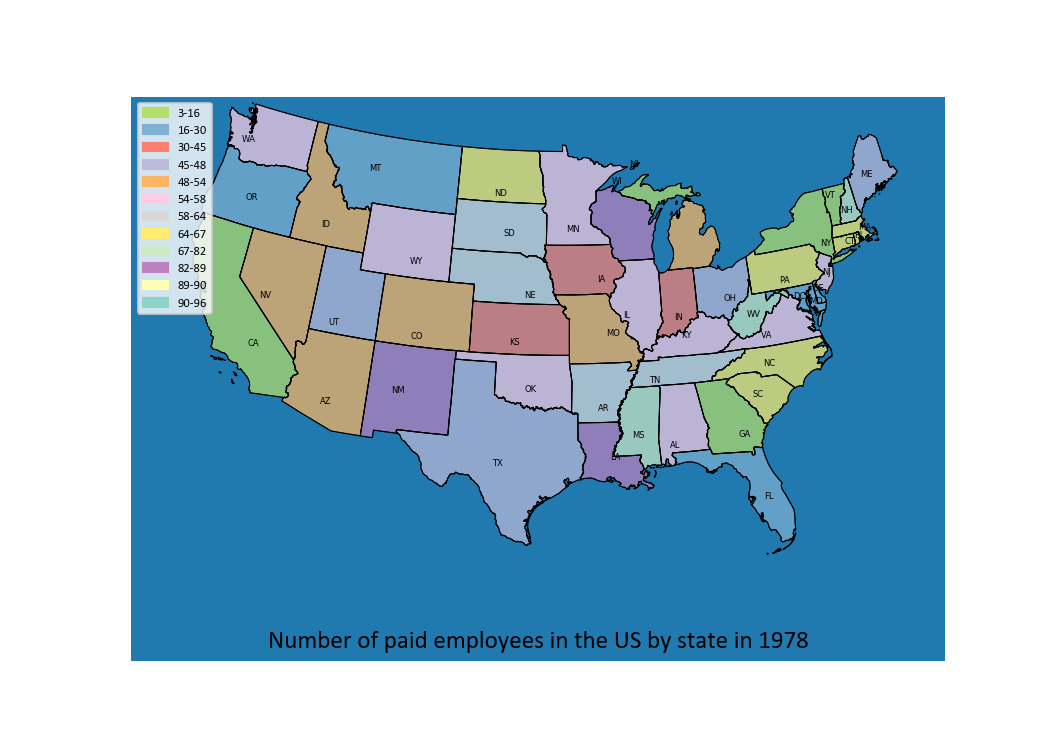 3-16
16-30
30-45
45-48
48-54
54-58
58-64
64-67
67-82
82-89
89-90
90-96
WA
MT
ME
OR
ND
MN
WI
MI
VT
NH
ID
SD
NY
CT
WY
IA
PA
NJ
NV
UT
NE
IL
IN
OH
WV
VA
DC
MD
DE
CA
CO
KS
MO
KY
AZ
NM
OK
AR
TN
NC
SC
TX
LA
MS
AL
GA
FL
Number of paid employees in the US by state in 1978